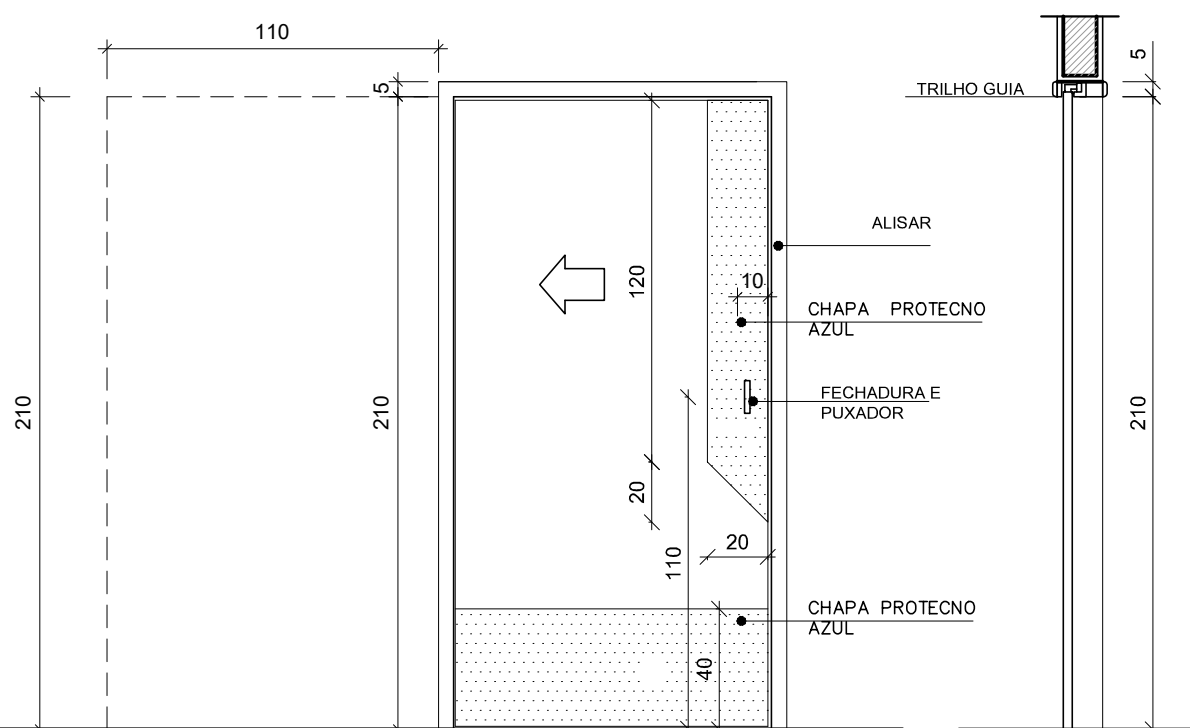 110
5
5
TRILHO GUIA
ALISAR
120
10
CHAPA PROTECNO
AZUL
FECHADURA E
PUXADOR
210
210
210
20
20
110
CHAPA PROTECNO
AZUL
40